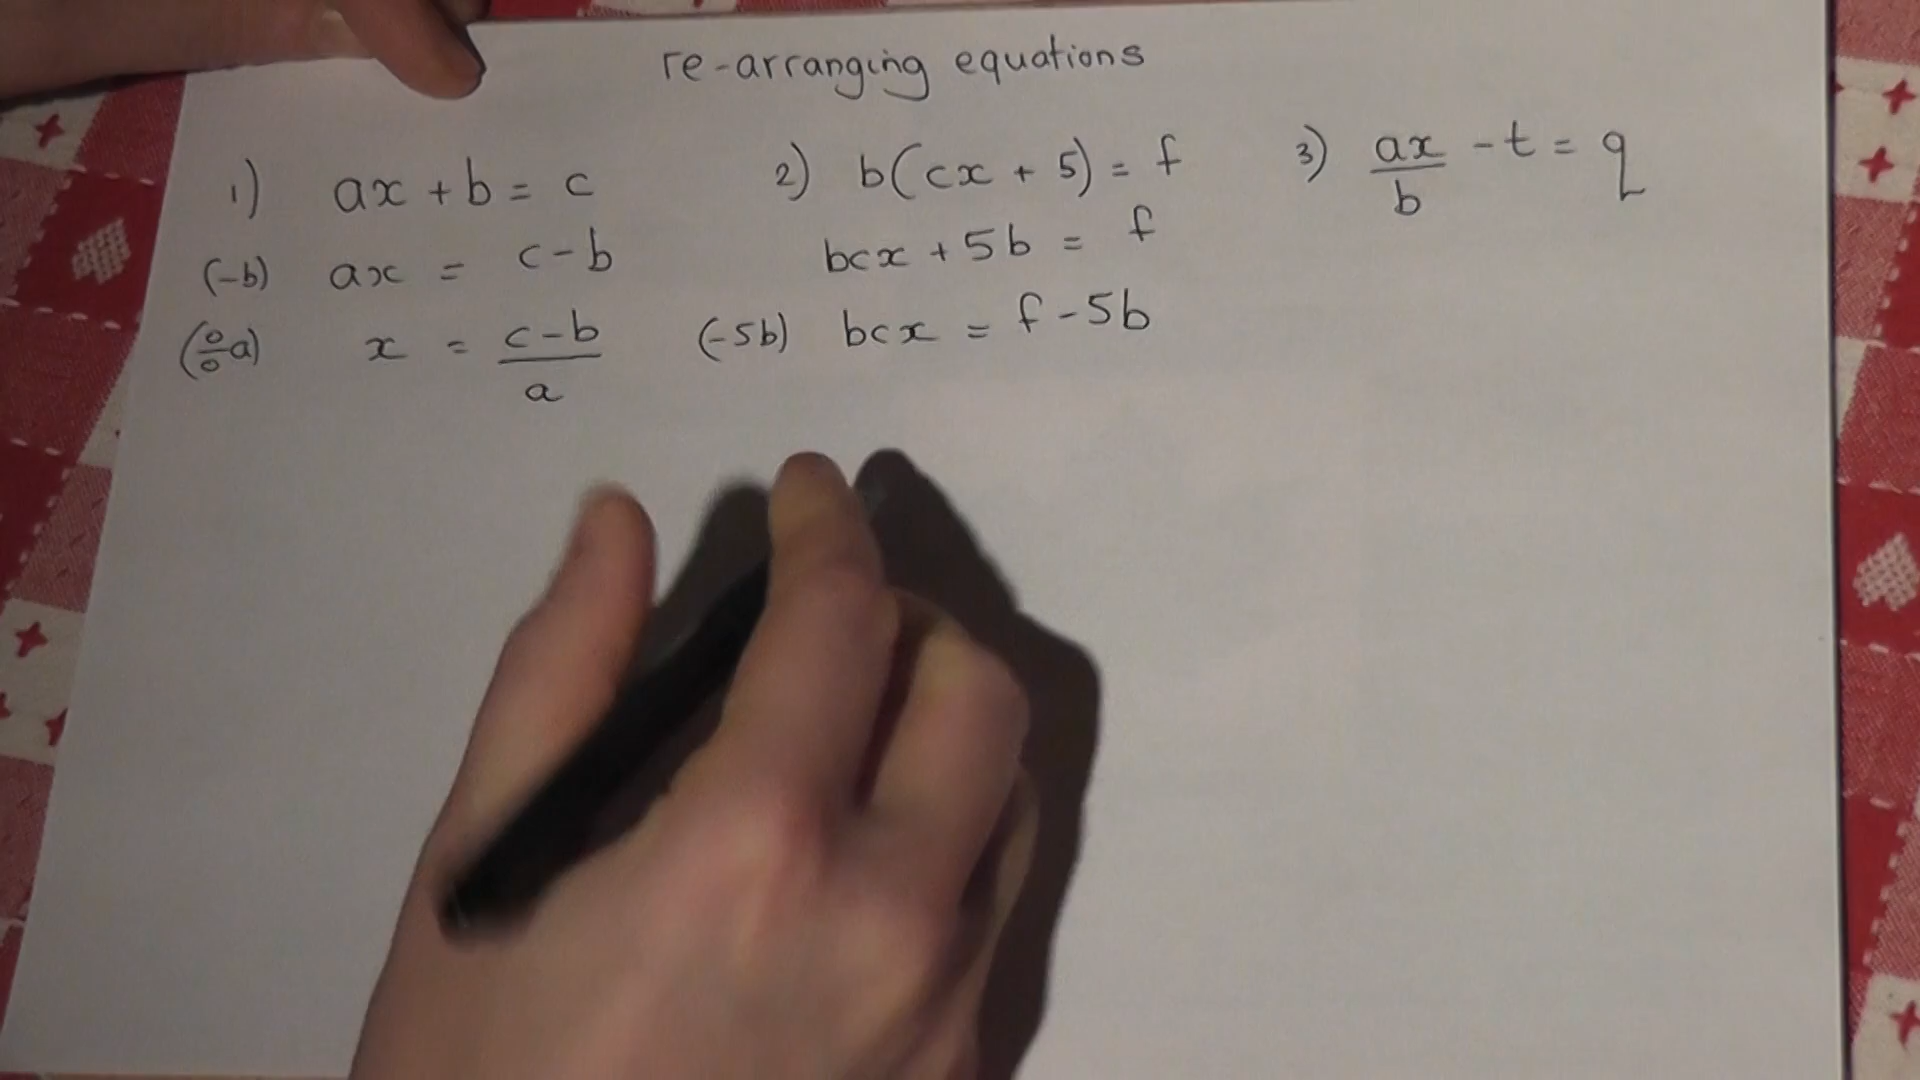 re-arranging equations
1) ax + b = c
(-b) ax = c - b
(÷a) x = c - b / a
2) b(cx + 5) = f
bcx + 5b = f
(-5b) bcx = f - 5b
3) ax / b - t = q